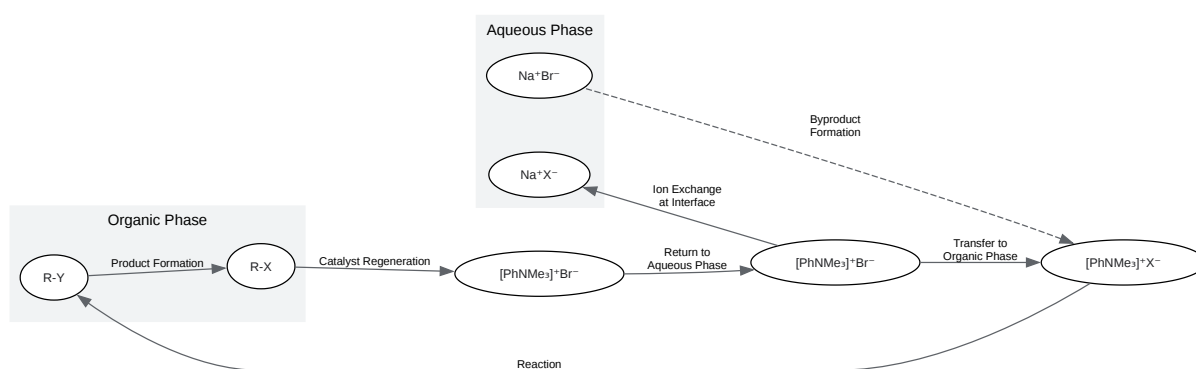 Aqueous Phase
Na⁺Br⁻
Byproduct
Formation
Na⁺X⁻
Ion Exchange
at Interface
Organic Phase
R-Y
Product Formation
R-X
Catalyst Regeneration
[PhNMe₃]⁺Br⁻
Return to
Aqueous Phase
[PhNMe₃]⁺Br⁻
Transfer to
Organic Phase
[PhNMe₃]⁺X⁻
Reaction